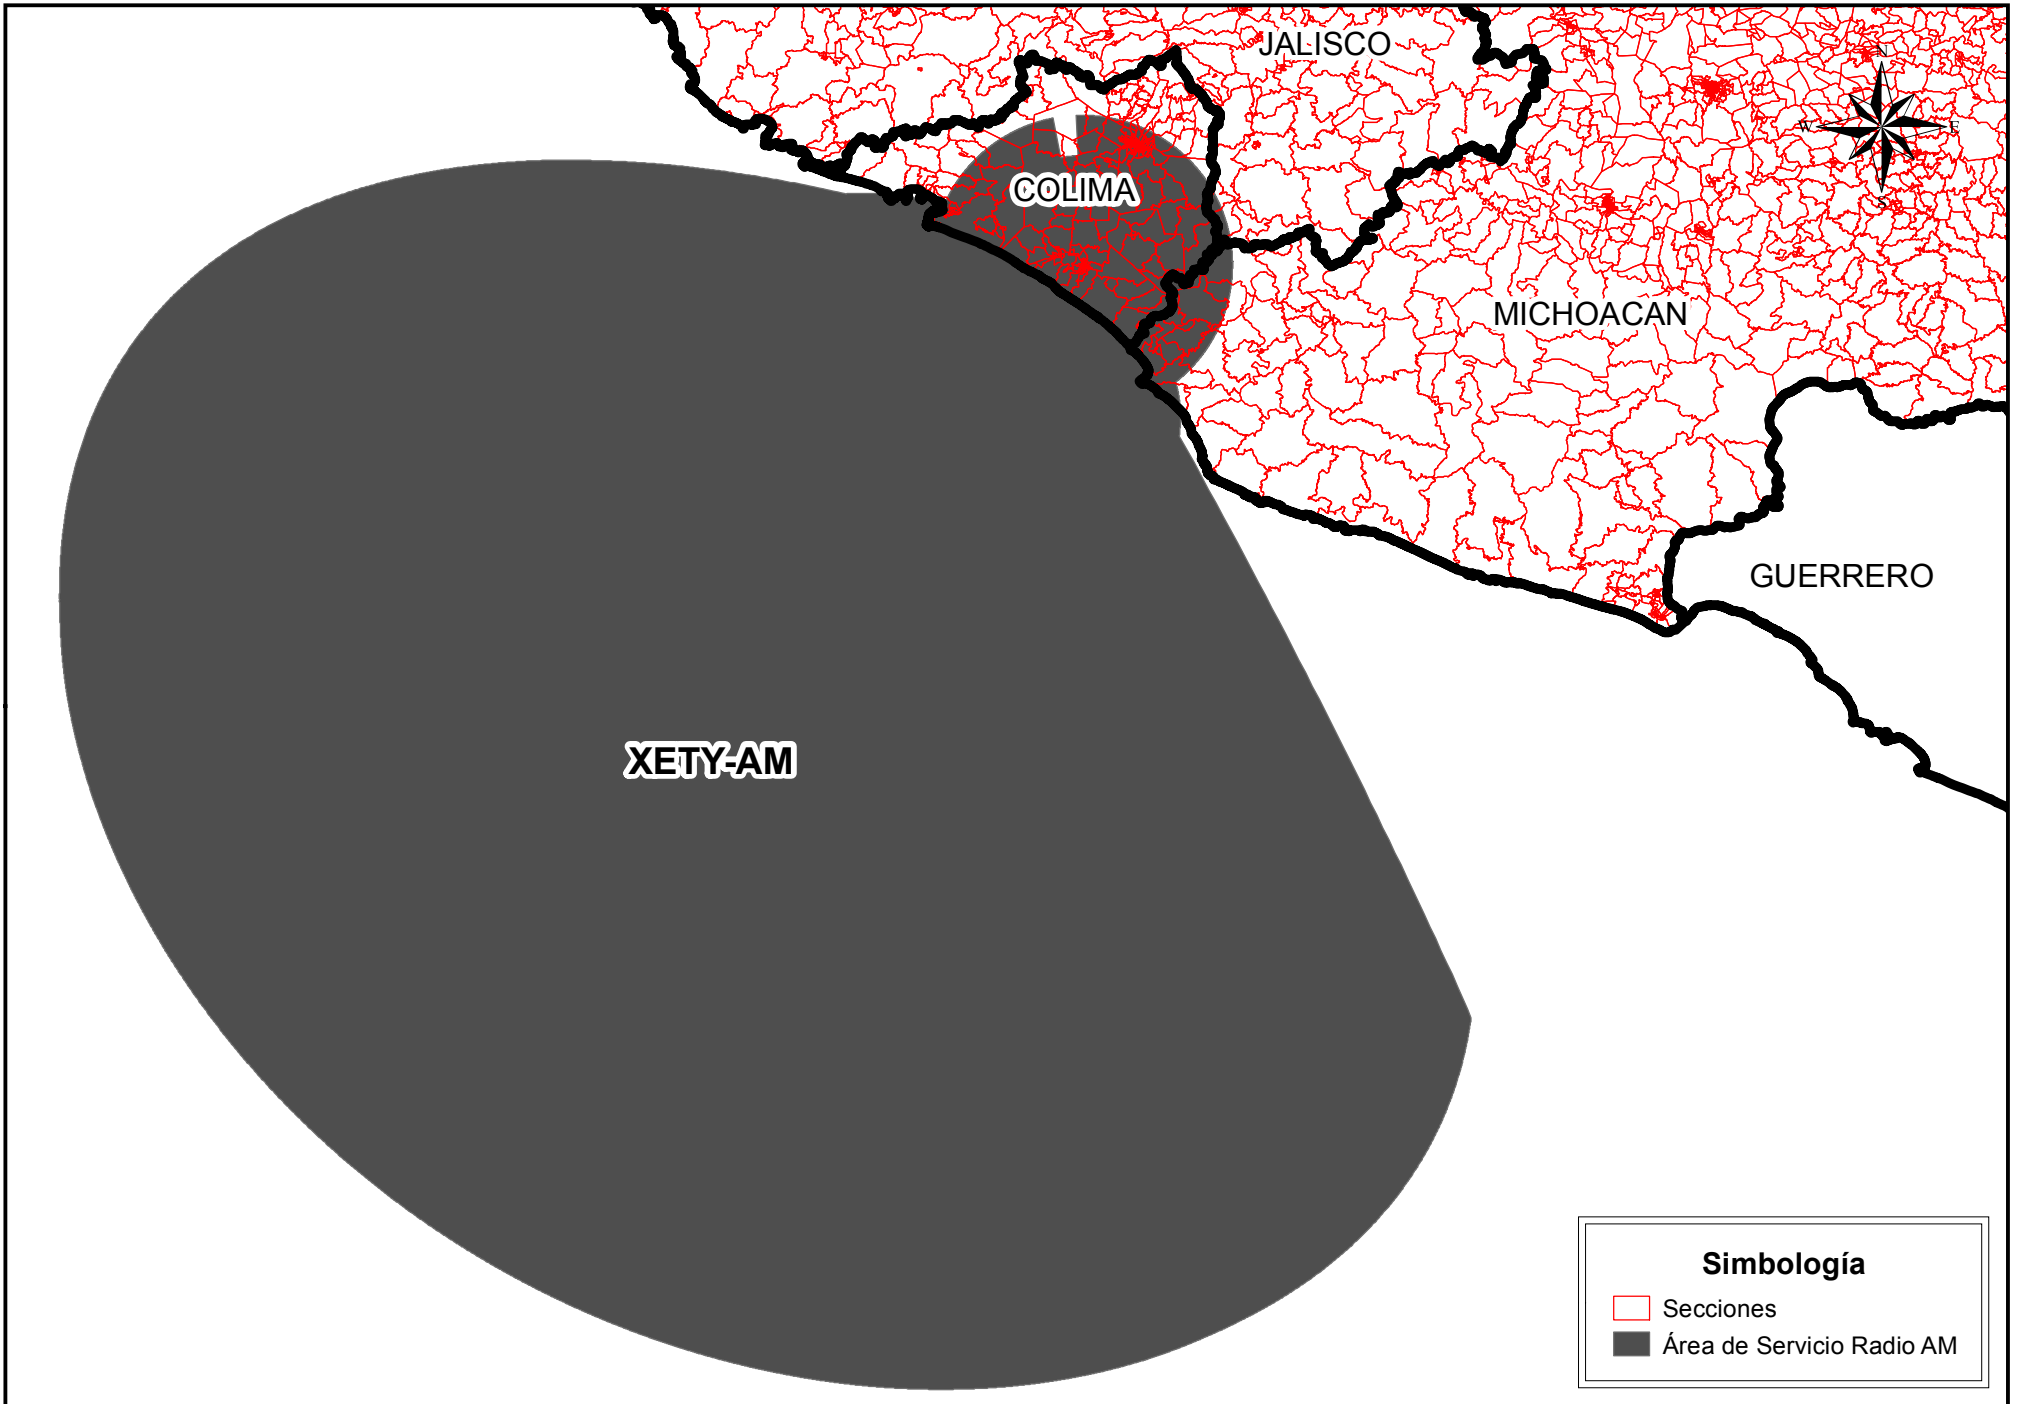 JALISCO
N
W
E
S
COLIMA
MICHOACAN
GUERRERO
XETY-AM
Simbología
Secciones
Área de Servicio Radio AM